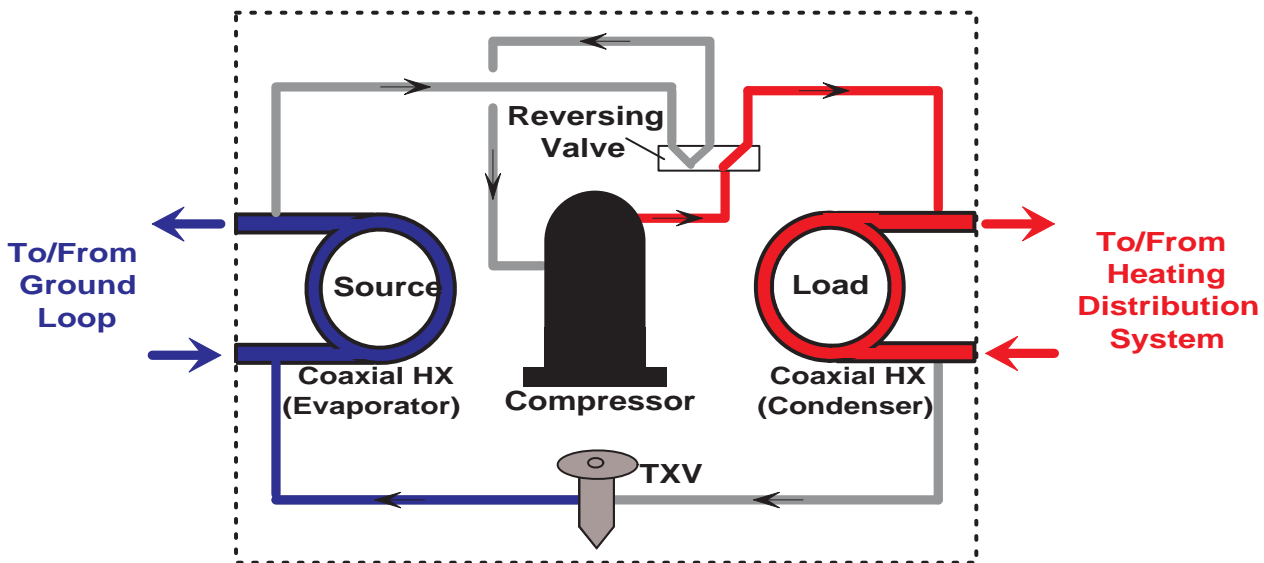 Reversing
Valve
To/From
Ground
Loop
Source
Load
To/From
Heating
Distribution
System
Coaxial HX
(Evaporator)
Compressor
Coaxial HX
(Condenser)
TXV